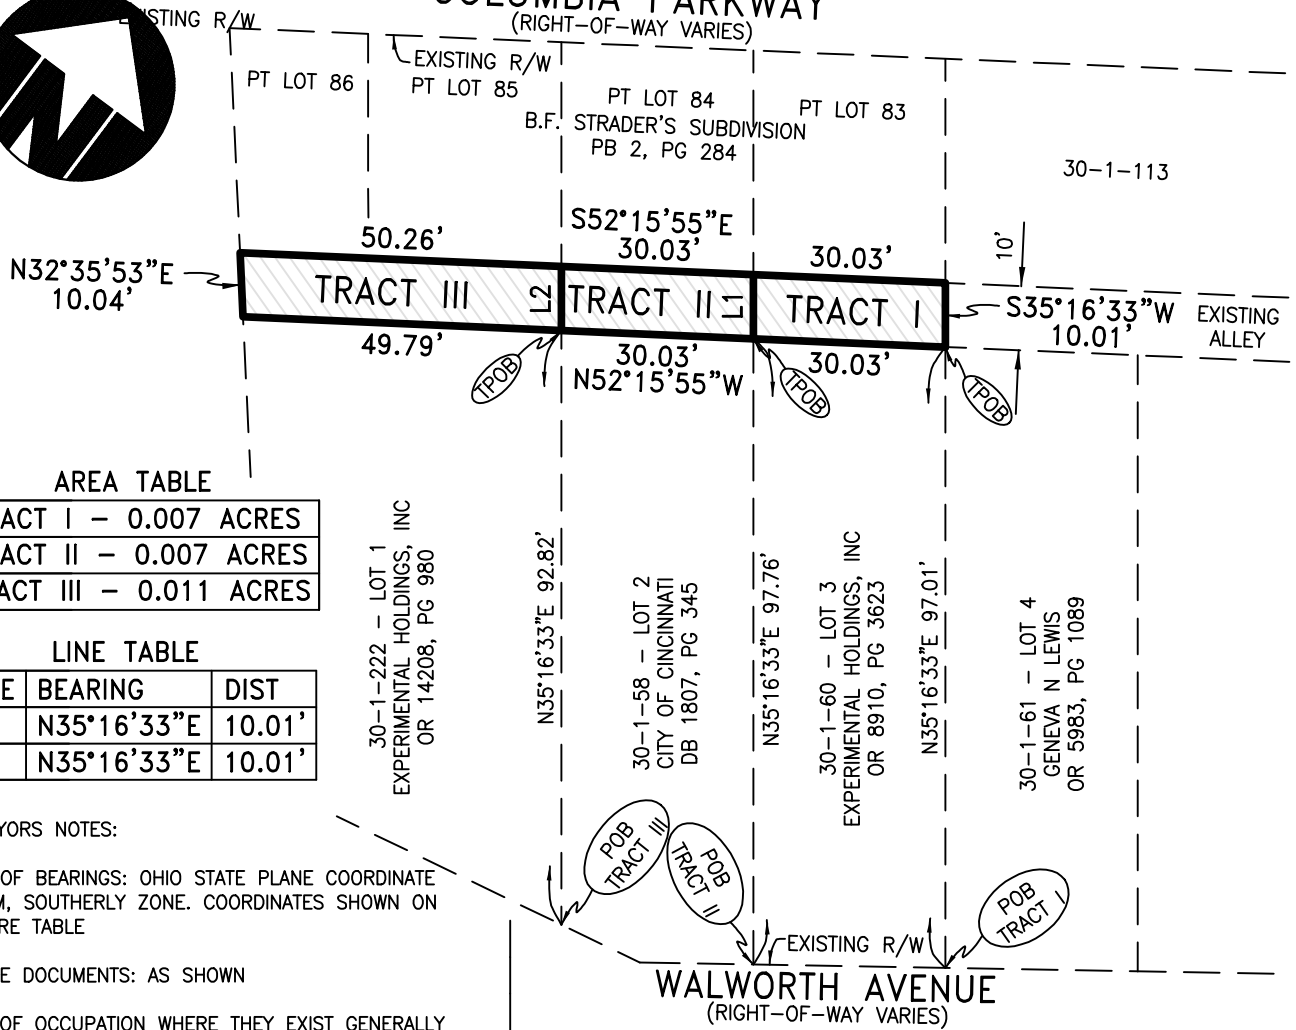 COLUMBIA PARKWAY
(RIGHT-OF-WAY VARIES)
EXISTING R/W
EXISTING R/W
N
PT LOT 86
PT LOT 85
PT LOT 84
PT LOT 83
B.F. STRADER'S SUBDIVISION
PB 2, PG 284
30-1-113
10'
S52°15'55"E
50.26'
30.03'
30.03'
N32°35'53"E
10.04'
TRACT III
L2
TRACT II
L1
TRACT I
S35°16'33"W
10.01'
EXISTING
ALLEY
49.79'
30.03'
N52°15'55"W
30.03'
TPOB
TPOB
TPOB
AREA TABLE
ACT I - 0.007 ACRES
ACT II - 0.007 ACRES
ACT III - 0.011 ACRES
LINE TABLE
E BEARING DIST
N35°16'33"E 10.01'
N35°16'33"E 10.01'
30-1-222 - LOT 1
EXPERIMENTAL HOLDINGS, INC
OR 14208, PG 980
N35°16'33"E 92.82'
30-1-58 - LOT 2
CITY OF CINCINNATI
DB 1807, PG 345
N35°16'33"E 97.76'
30-1-60 - LOT 3
EXPERIMENTAL HOLDINGS, INC
OR 8910, PG 3623
N35°16'33"E 97.01'
30-1-61 - LOT 4
GENEVA N LEWIS
OR 5983, PG 1089
POB
TRACT III
POB
TRACT II
POB
TRACT I
EXISTING R/W
WALWORTH AVENUE
(RIGHT-OF-WAY VARIES)
YORS NOTES:
OF BEARINGS: OHIO STATE PLANE COORDINATE
M, SOUTHERLY ZONE. COORDINATES SHOWN ON
RE TABLE
E DOCUMENTS: AS SHOWN
OF OCCUPATION WHERE THEY EXIST GENERALLY